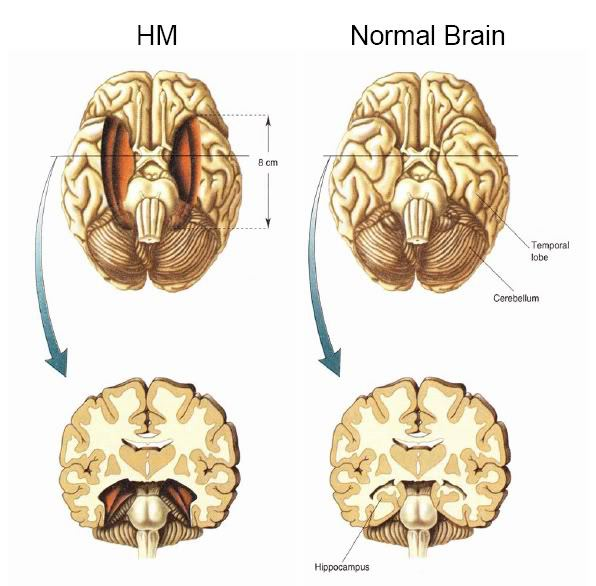 HM
Normal Brain
8 cm
Temporal
lobe
Cerebellum
Hippocampus